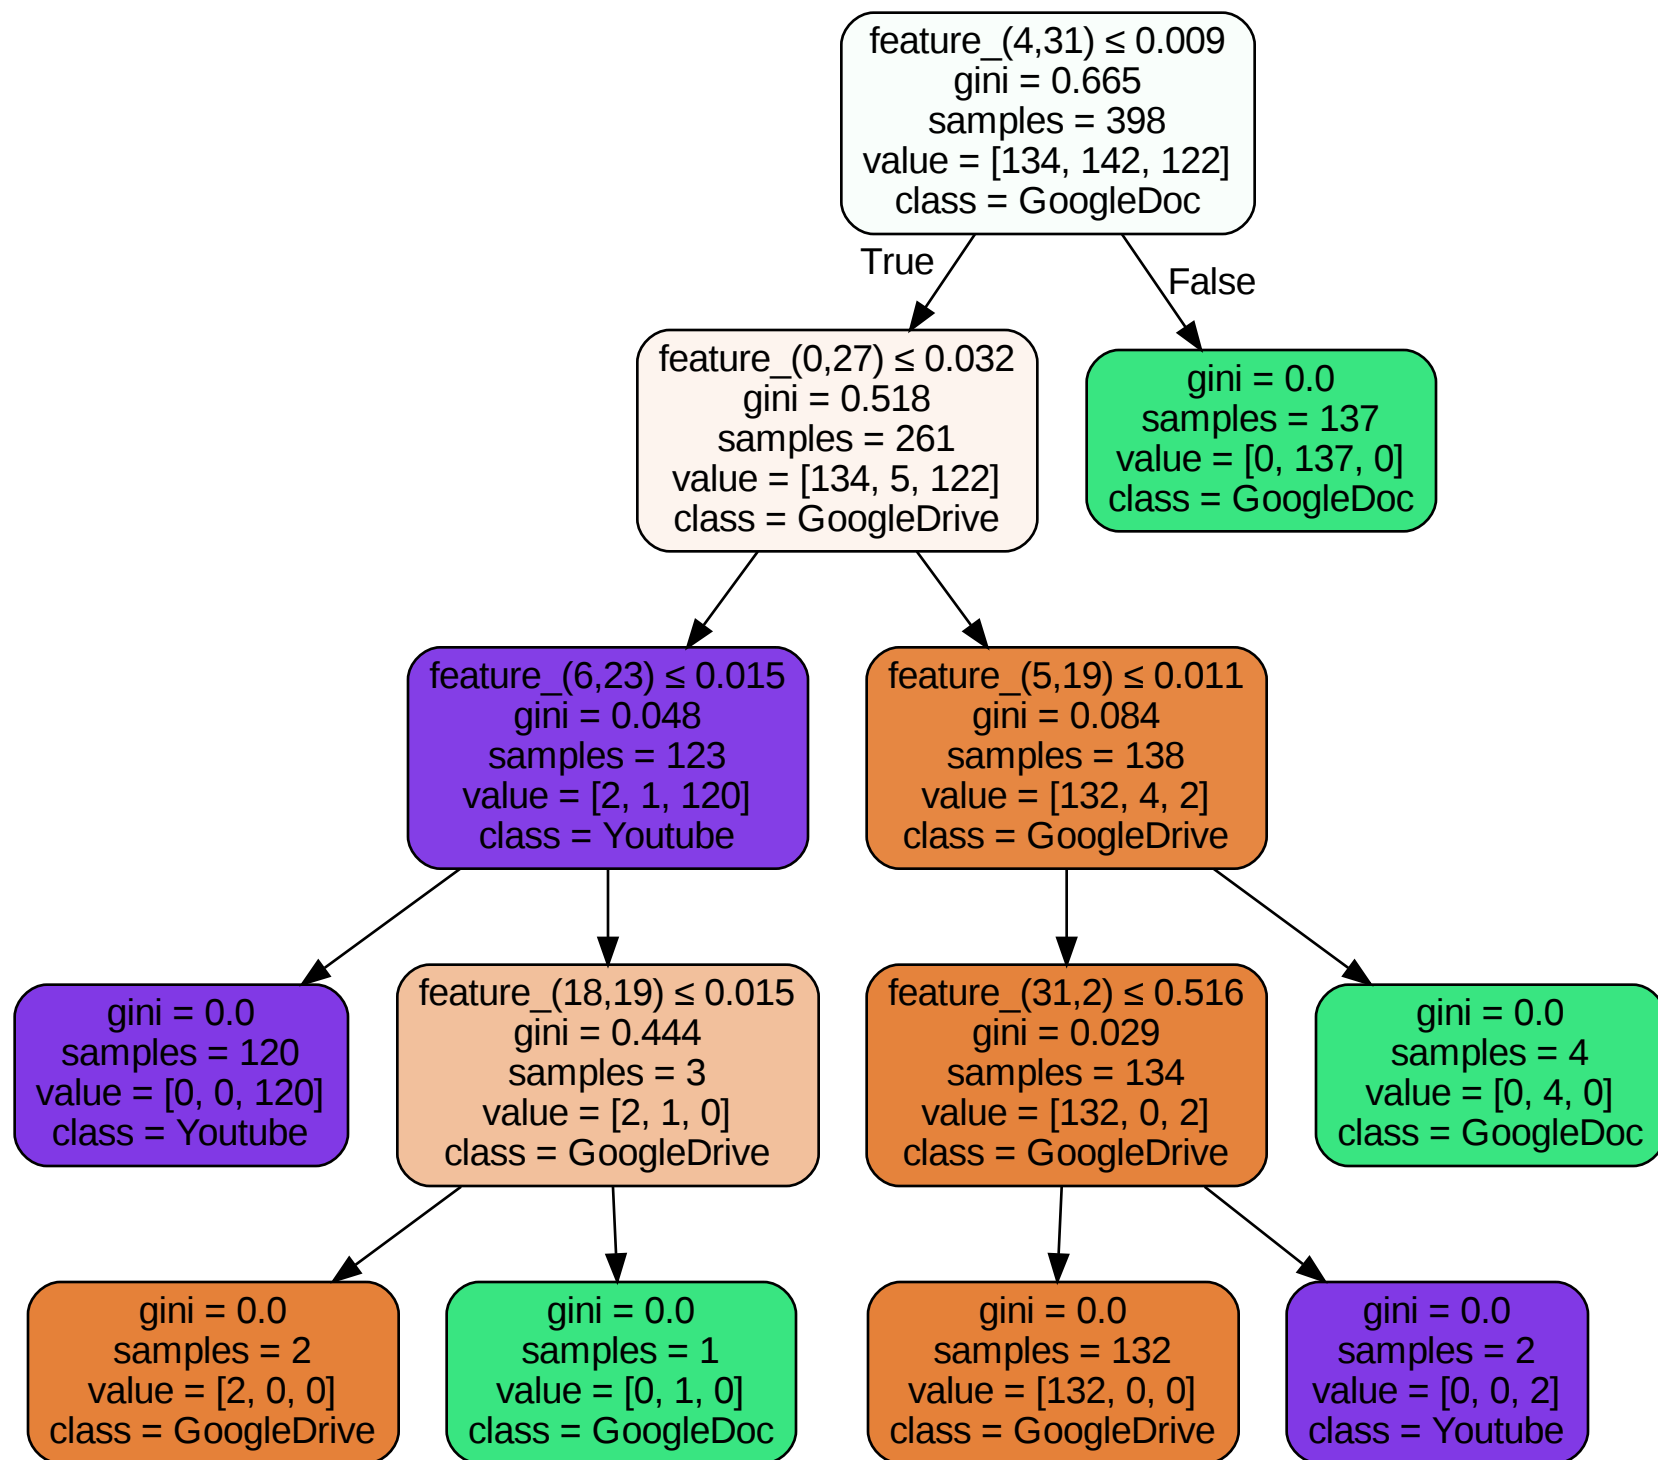 feature_(4,31) ≤ 0.009
gini = 0.665
samples = 398
value = [134, 142, 122]
class = GoogleDoc
True
False
feature_(0,27) ≤ 0.032
gini = 0.518
samples = 261
value = [134, 5, 122]
class = GoogleDrive
gini = 0.0
samples = 137
value = [0, 137, 0]
class = GoogleDoc
feature_(6,23) ≤ 0.015
gini = 0.048
samples = 123
value = [2, 1, 120]
class = Youtube
feature_(5,19) ≤ 0.011
gini = 0.084
samples = 138
value = [132, 4, 2]
class = GoogleDrive
gini = 0.0
samples = 120
value = [0, 0, 120]
class = Youtube
feature_(18,19) ≤ 0.015
gini = 0.444
samples = 3
value = [2, 1, 0]
class = GoogleDrive
feature_(31,2) ≤ 0.516
gini = 0.029
samples = 134
value = [132, 0, 2]
class = GoogleDrive
gini = 0.0
samples = 4
value = [0, 4, 0]
class = GoogleDoc
gini = 0.0
samples = 2
value = [2, 0, 0]
class = GoogleDrive
gini = 0.0
samples = 1
value = [0, 1, 0]
class = GoogleDoc
gini = 0.0
samples = 132
value = [132, 0, 0]
class = GoogleDrive
gini = 0.0
samples = 2
value = [0, 0, 2]
class = Youtube